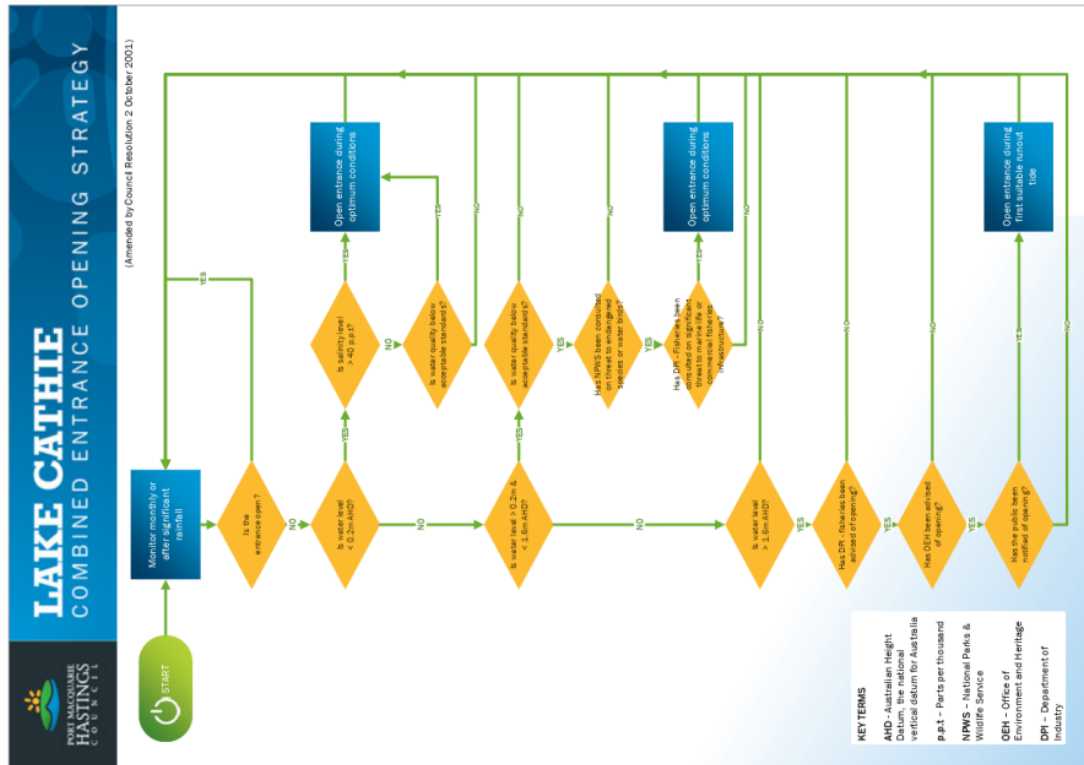 PORT MACQUARIE
HASTINGS
COUNCIL
LAKE CATHIE
COMBINED ENTRANCE OPENING STRATEGY
(Amended by Council Resolution 2 October 2001)
START
Monitor monthly or
after significant
rainfall
Is the
entrance open?
YES
NO
Is water level
< 0.2m AHD?
YES
Is salinity level
> 40 p.p.t?
YES
Open entrance during
optimum conditions
NO
Is water quality below
acceptable standards?
YES
NO
NO
Is water level > 0.2m &
< 1.6m AHD?
YES
Is water quality below
acceptable standards?
NO
YES
Has NPWS been consulted
on threat to endangered
species or water birds?
NO
YES
Has DPI - Fisheries been
consulted on significant
threat to marine life or
commercial fisheries
infrastructure?
YES
Open entrance during
optimum conditions
NO
NO
Is water level
> 1.6m AHD?
NO
YES
Has DPI - fisheries been
advised of opening?
NO
YES
Has OEH been advised
of opening?
NO
YES
Has the public been
notified of opening?
YES
Open entrance during
first suitable runout
tide
NO
KEY TERMS
AHD - Australian Height
Datum, the national
vertical datum for Australia
p.p.t – Parts per thousand
NPWS – National Parks &
Wildlife Service
OEH – Office of
Environment and Heritage
DPI – Department of
Industry